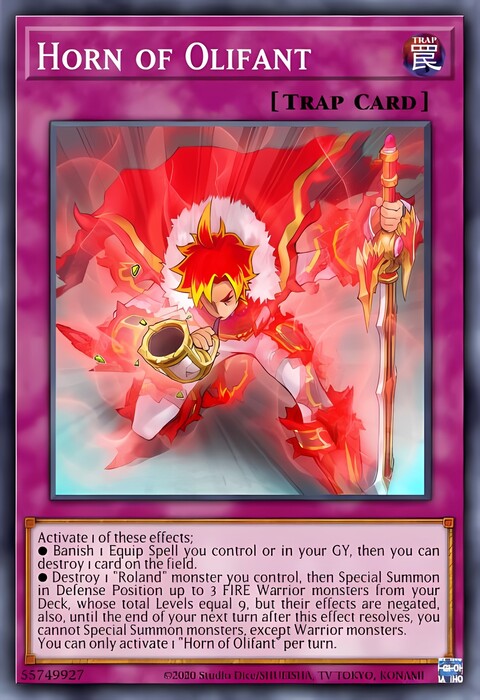 Horn of Olifant
TRAP
罠
[Trap Card]
Activate 1 of these effects;
● Banish 1 Equip Spell you control or in your GY, then you can
destroy 1 card on the field.
● Destroy 1 "Roland" monster you control, then Special Summon
in Defense Position up to 3 FIRE Warrior monsters from your
Deck, whose total Levels equal 9, but their effects are negated,
also, until the end of your next turn after this effect resolves, you
cannot Special Summon monsters, except Warrior monsters.
You can only activate 1 "Horn of Olifant" per turn.
55749927
©2020 Studio Dice/SHUEISHA, TV TOKYO, KONAMI